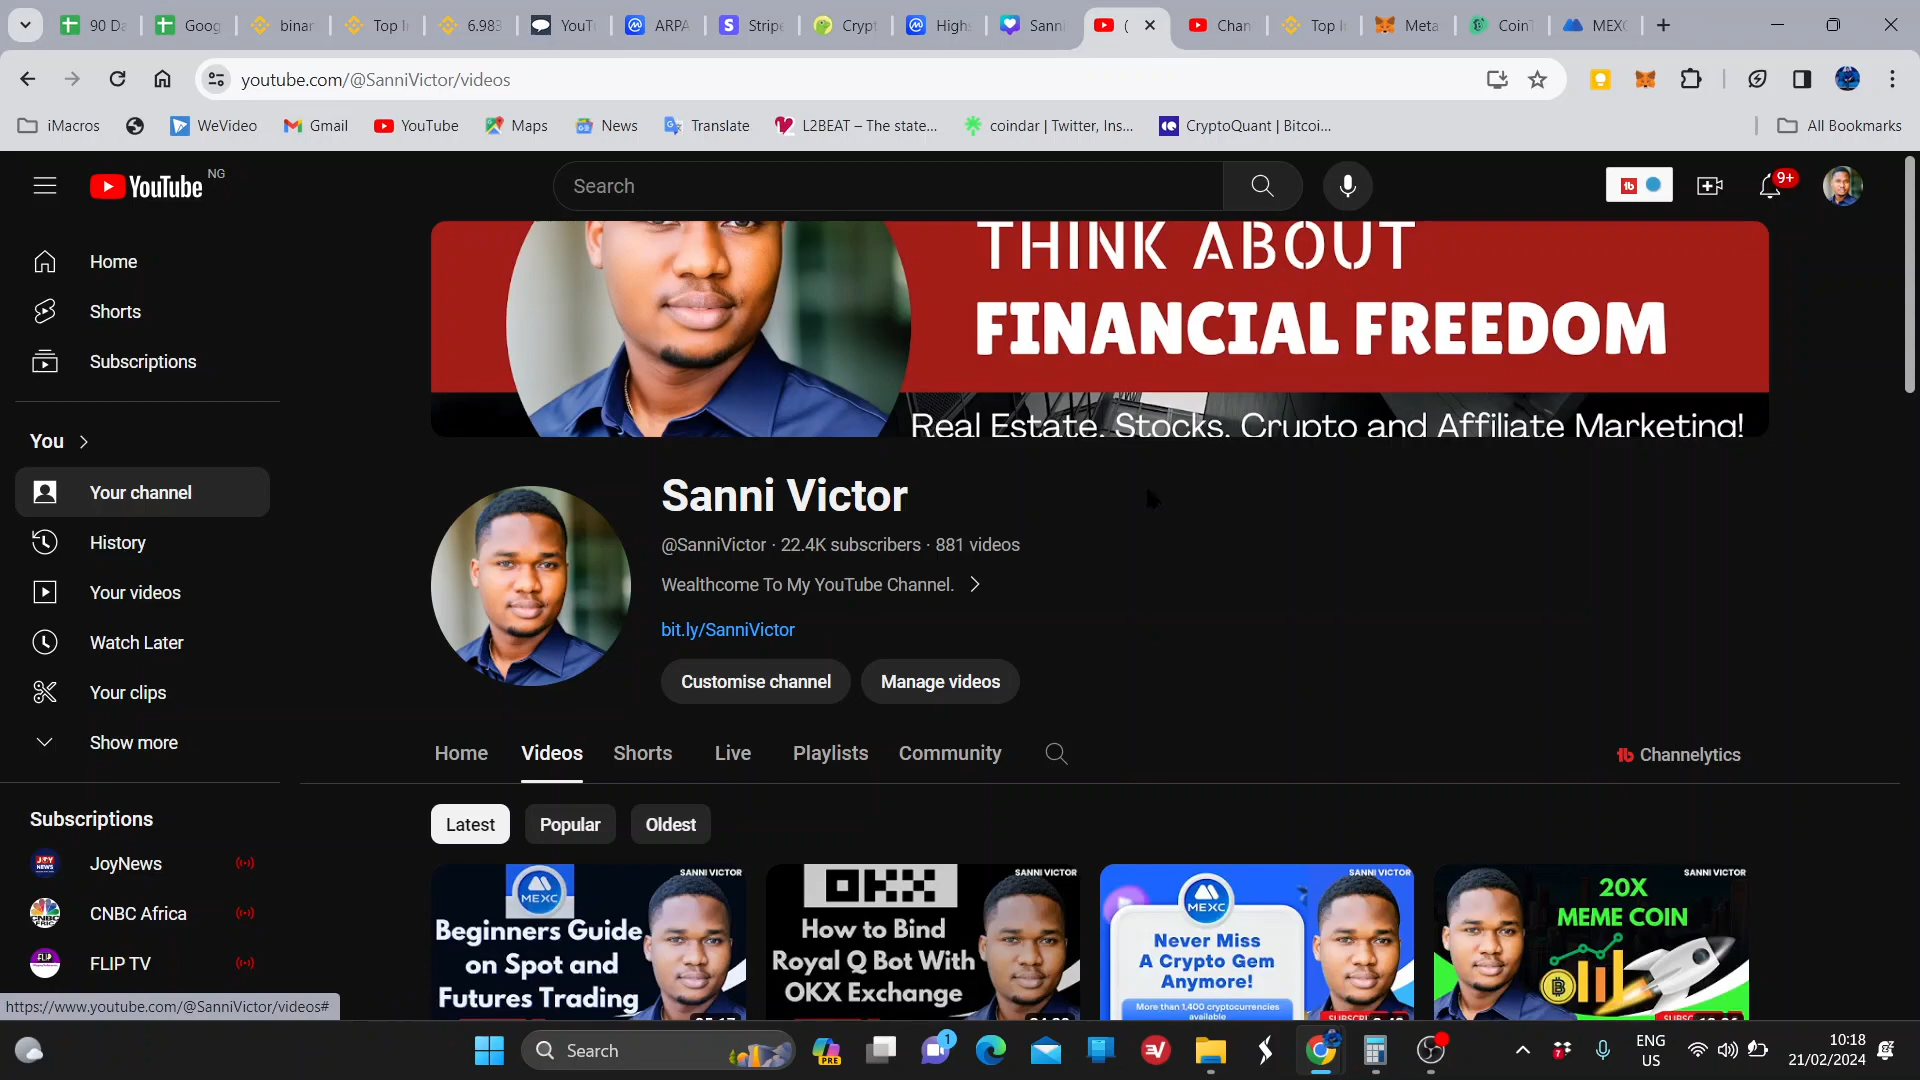 90 Da
Goog
binar
Top I
6.983
YouT
ARPA
Stripe
Crypt
High
Sanni
(
Chan
Top I
Meta
CoinT
MEXC
youtube.com/@SanniVictor/videos
iMacros
WeVideo
Gmail
YouTube
Maps
News
Translate
L2BEAT – The state...
coindar | Twitter, Ins...
CryptoQuant | Bitcoi...
All Bookmarks
YouTube NG
Search
9+
Home
Shorts
Subscriptions
You
Your channel
History
Your videos
Watch Later
Your clips
Show more
Subscriptions
JoyNews
CNBC Africa
FLIP TV
THINK ABOUT
FINANCIAL FREEDOM
Real Estate, Stocks, Crypto and Affiliate Marketing!
Sanni Victor
@SanniVictor · 22.4K subscribers · 881 videos
Wealthcome To My YouTube Channel.
bit.ly/SanniVictor
Customise channel
Manage videos
Home
Videos
Shorts
Live
Playlists
Community
Channelytics
Latest
Popular
Oldest
MEXC
SANNI VICTOR
Beginners Guide
on Spot and
Futures Trading
OKX
SANNI VICTOR
How to Bind
Royal Q Bot With
OKX Exchange
MEXC
SANNI VICTOR
Never Miss
A Crypto Gem
Anymore!
More than 1,400 cryptocurrencies
available
SANNI VICTOR
20X
MEME COIN
https://www.youtube.com/@SanniVictor/videos#
Search
PRE
1
ENG
US
10:18
21/02/2024